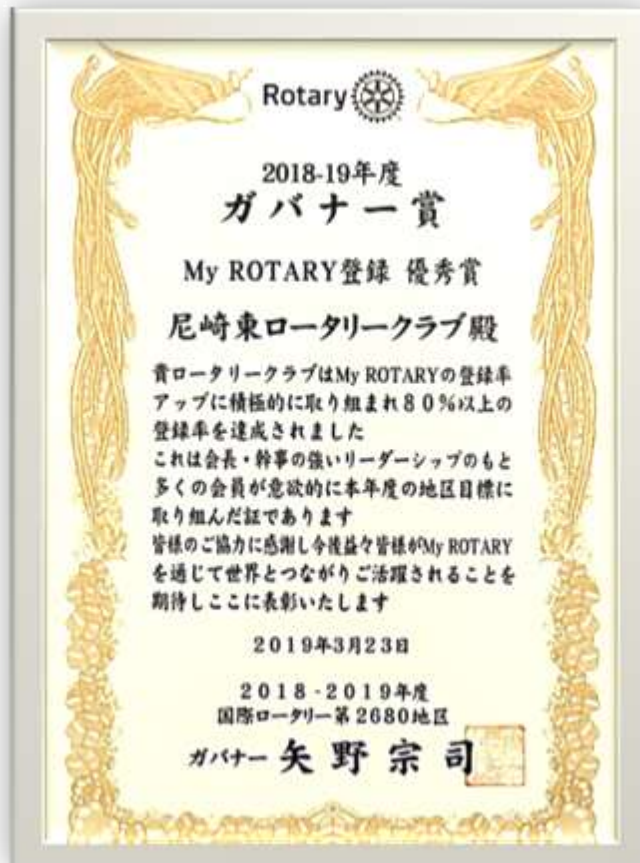 Rotary
2018-19年度
ガバナー賞
My ROTARY登録 優秀賞
尼崎東ロータリークラブ殿
貴ロータリークラブはMy ROTARYの登録率
アップに積極的に取り組まれ80%以上の
登録率を達成されました
これは会長・幹事の強いリーダーシップのもと
多くの会員が意欲的に本年度の地区目標に
取り組んだ証であります
皆様のご協力に感謝し今後益々皆様がMy ROTARY
を通じて世界とつながりご活躍されることを
期待しここに表彰いたします
2019年3月23日
2018-2019年度
国際ロータリー第2680地区
ガバナー 矢野宗司